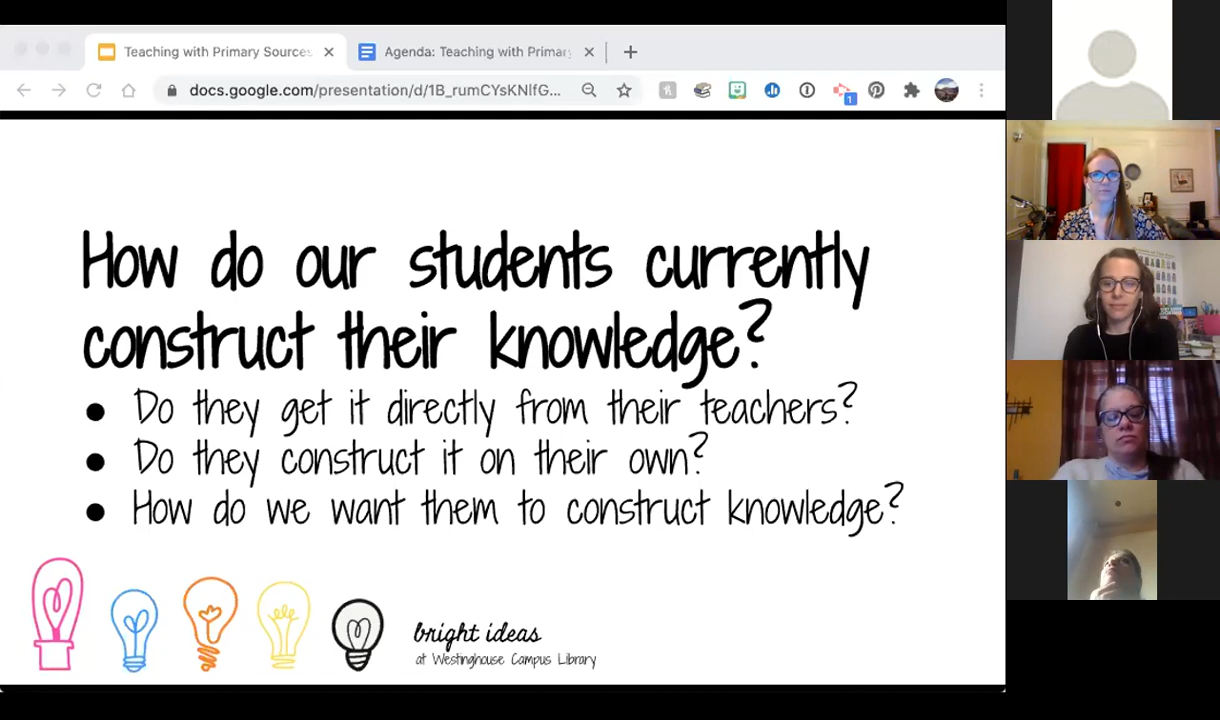 Teaching with Primary Sources
Agenda: Teaching with Primar
docs.google.com/presentation/d/1B_rumCYsKNlfG...
1
How do our students currently
construct their knowledge?
● Do they get it directly from their teachers?
● Do they construct it on their own?
● How do we want them to construct knowledge?
bright ideas
at Westinghouse Campus Library